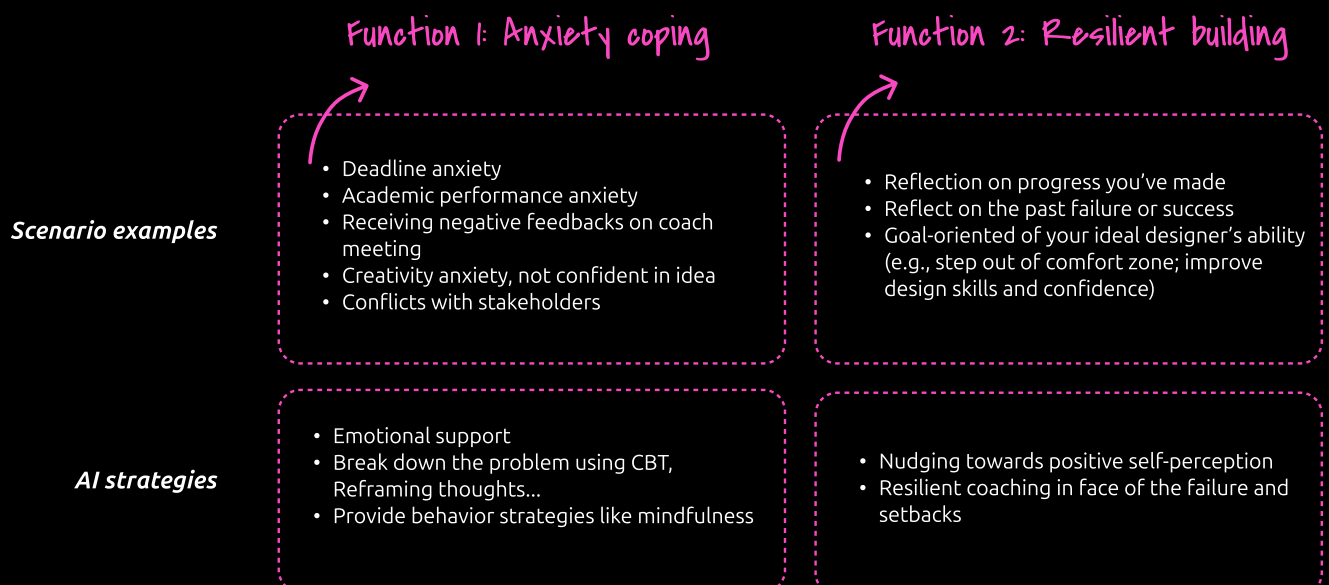 Function 1: Anxiety coping
Function 2: Resilient building
Scenario examples
• Deadline anxiety
• Academic performance anxiety
• Receiving negative feedbacks on coach
meeting
• Creativity anxiety, not confident in idea
• Conflicts with stakeholders
• Reflection on progress you’ve made
• Reflect on the past failure or success
• Goal-oriented of your ideal designer’s ability
(e.g., step out of comfort zone; improve
design skills and confidence)
AI strategies
• Emotional support
• Break down the problem using CBT,
Reframing thoughts...
• Provide behavior strategies like mindfulness
• Nudging towards positive self-perception
• Resilient coaching in face of the failure and
setbacks